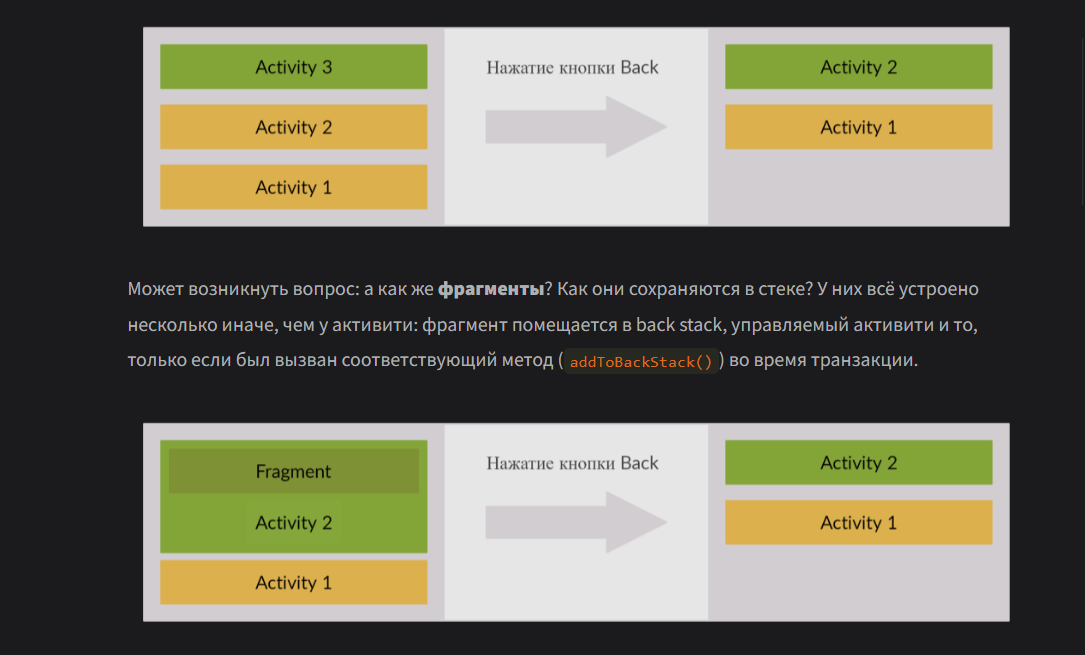 Activity 3
Нажатие кнопки Back
Activity 2
Activity 2
Activity 1
Activity 1
Может возникнуть вопрос: а как же фрагменты? Как они сохраняются в стеке? У них всё устроено
несколько иначе, чем у активити: фрагмент помещается в back stack, управляемый активити и то,
только если был вызван соответствующий метод ( addToBackStack() ) во время транзакции.
Fragment
Нажатие кнопки Back
Activity 2
Activity 2
Activity 1
Activity 1